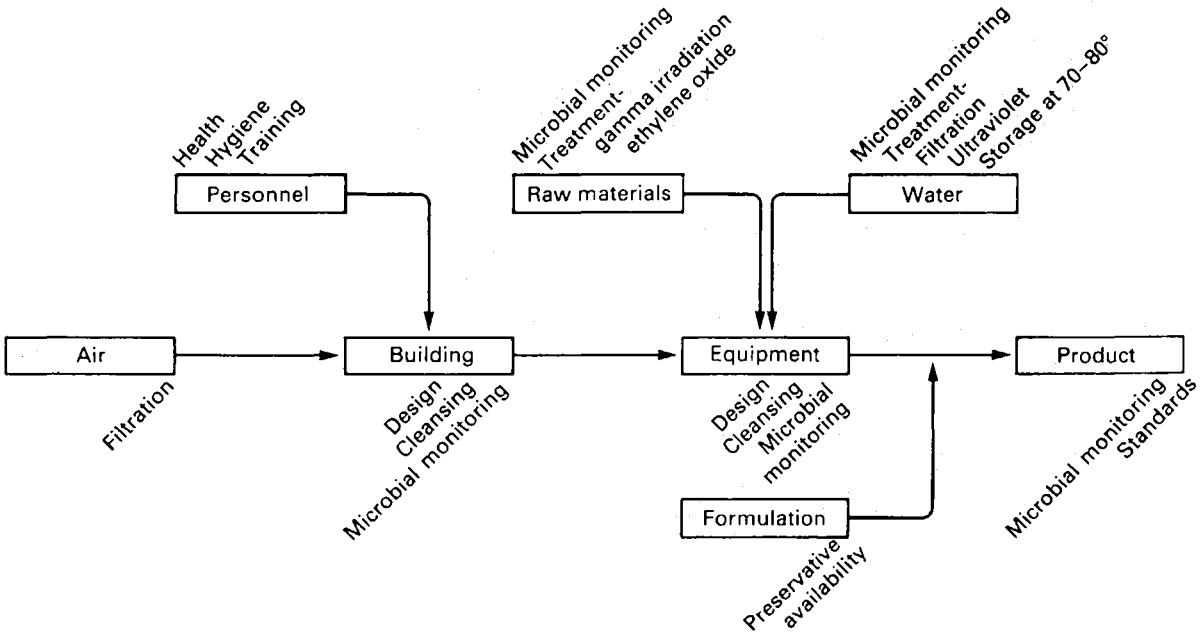 Health
Hygiene
Training
Personnel
Microbial monitoring
Treatment-
gamma irradiation
ethylene oxide
Raw materials
Microbial monitoring
Treatment-
Filtration
Ultraviolet
Storage at 70–80°
Water
Air
Filtration
Building
Design
Cleansing
Microbial monitoring
Equipment
Design
Cleansing
Microbial
monitoring
Product
Microbial monitoring
Standards
Formulation
Preservative
availability